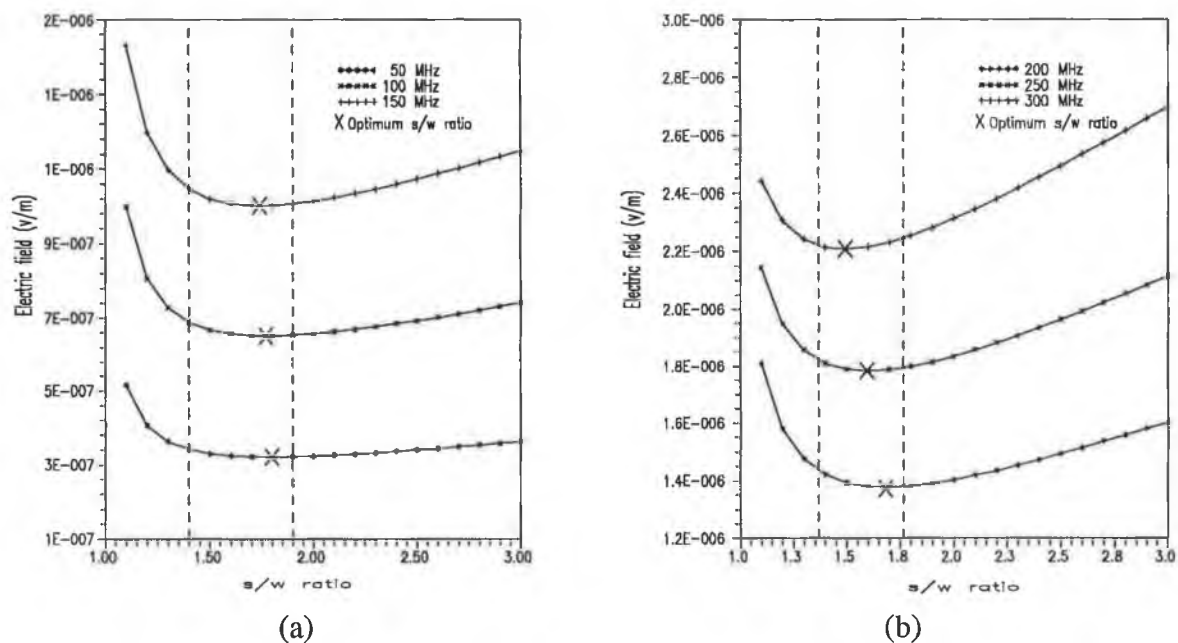 2E-006
1E-006
1E-006
9E-007
7E-007
5E-007
3E-007
1E-007
Electric field (v/m)
50 MHz
100 MHz
150 MHz
X Optimum s/w ratio
1.00
1.50
2.00
2.50
3.00
s/w ratio
(a)
3.0E-006
2.8E-006
2.6E-006
2.4E-006
2.2E-006
2.0E-006
1.8E-006
1.6E-006
1.4E-006
1.2E-006
Electric field (v/m)
200 MHz
250 MHz
300 MHz
X Optimum s/w ratio
1.0
1.3
1.5
1.8
2.0
2.3
2.5
2.8
3.0
s/w ratio
(b)